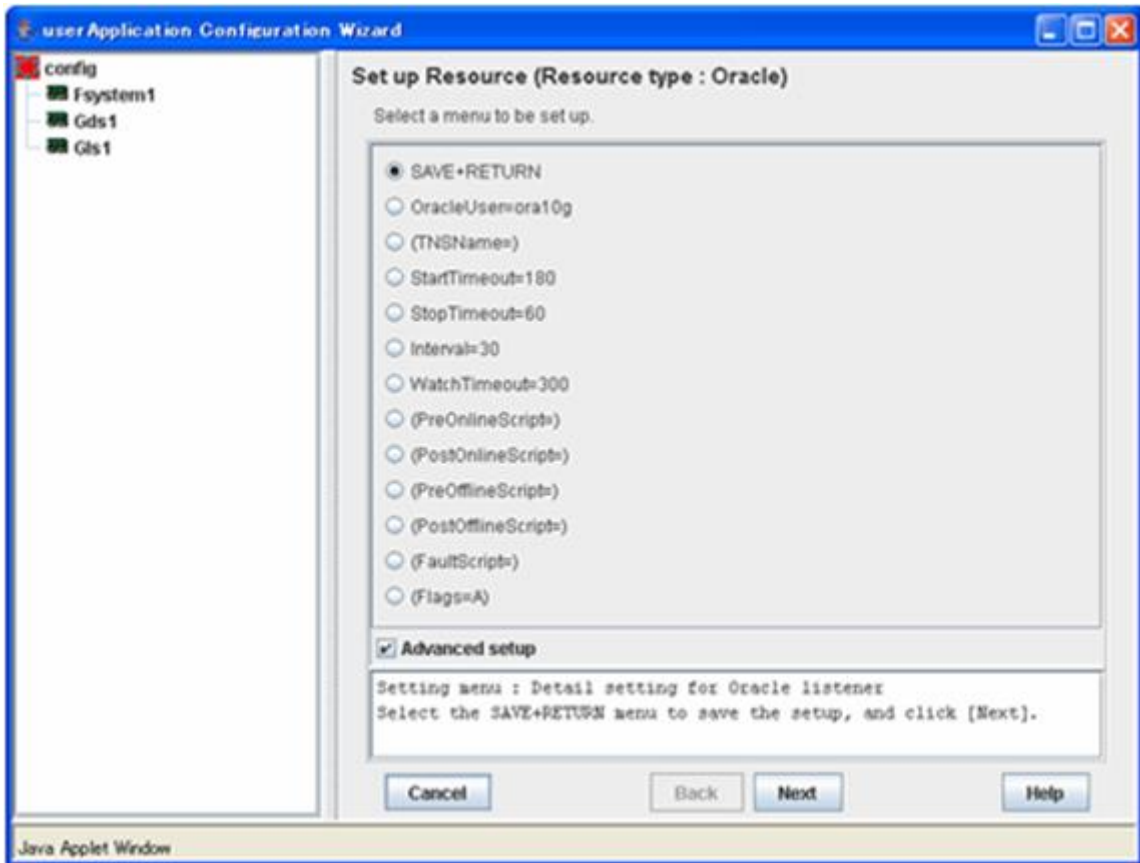 userApplication Configuration Wizard
config
Fsystem1
Gds1
Gls1
Set up Resource (Resource type : Oracle)
Select a menu to be set up.
SAVE+RETURN
OracleUser=ora10g
(TNSName=)
StartTimeout=180
StopTimeout=60
Interval=30
WatchTimeout=300
(PreOnlineScript=)
(PostOnlineScript=)
(PreOfflineScript=)
(PostOfflineScript=)
(FaultScript=)
(Flags=A)
Advanced setup
Setting menu : Detail setting for Oracle listener
Select the SAVE+RETURN menu to save the setup, and click [Next].
Cancel Back Next Help
Java Applet Window